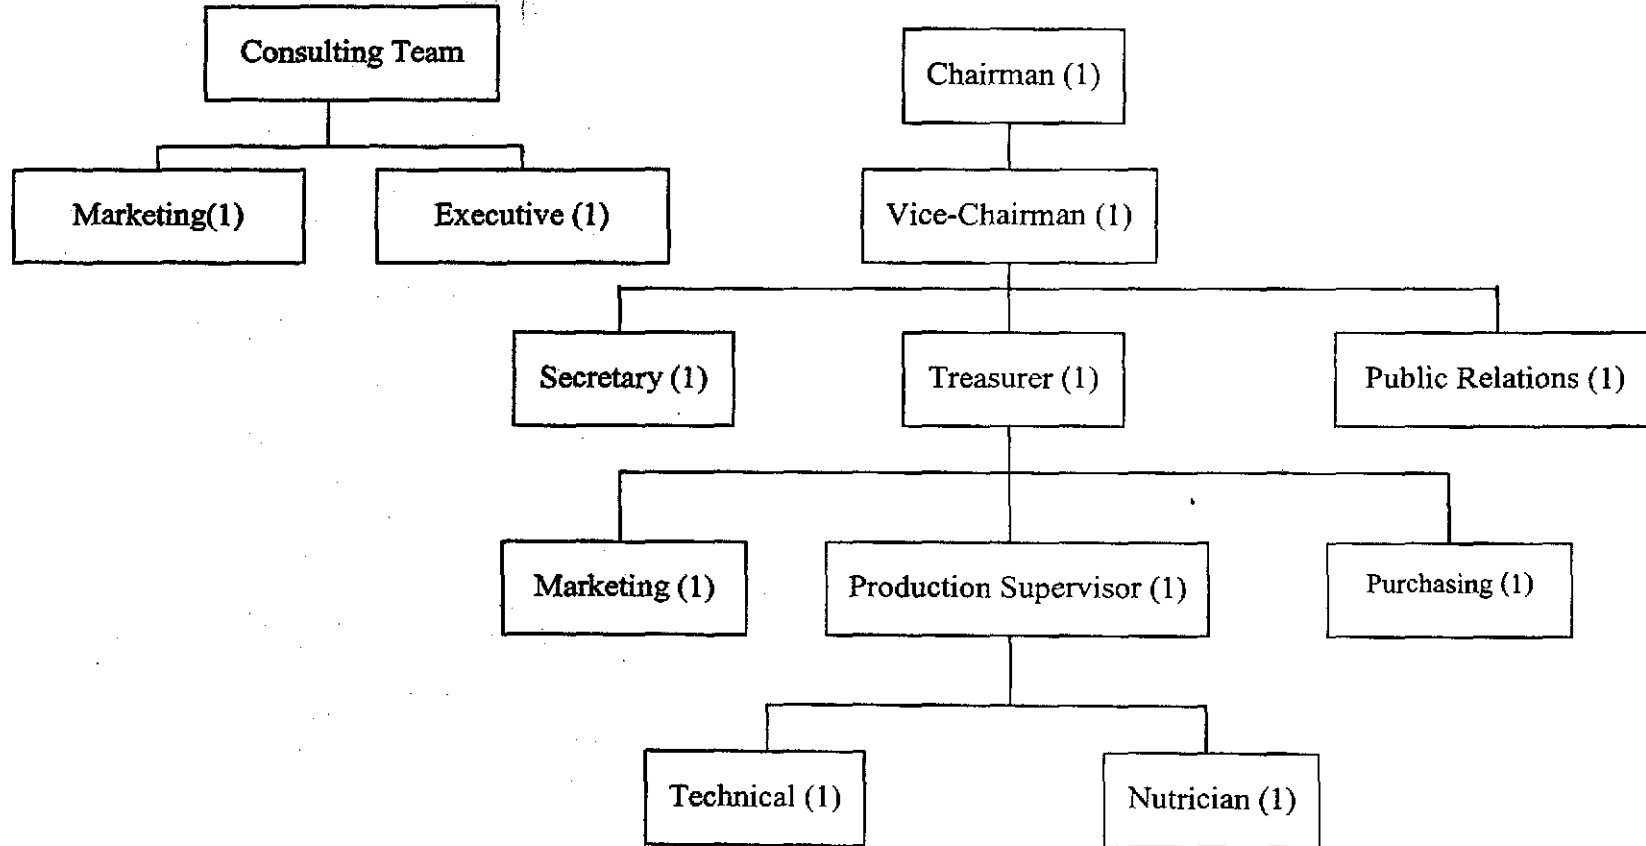 Consulting Team
Chairman (1)
Marketing(1)
Executive (1)
Vice-Chairman (1)
Secretary (1)
Treasurer (1)
Public Relations (1)
Marketing (1)
Production Supervisor (1)
Purchasing (1)
Technical (1)
Nutrician (1)